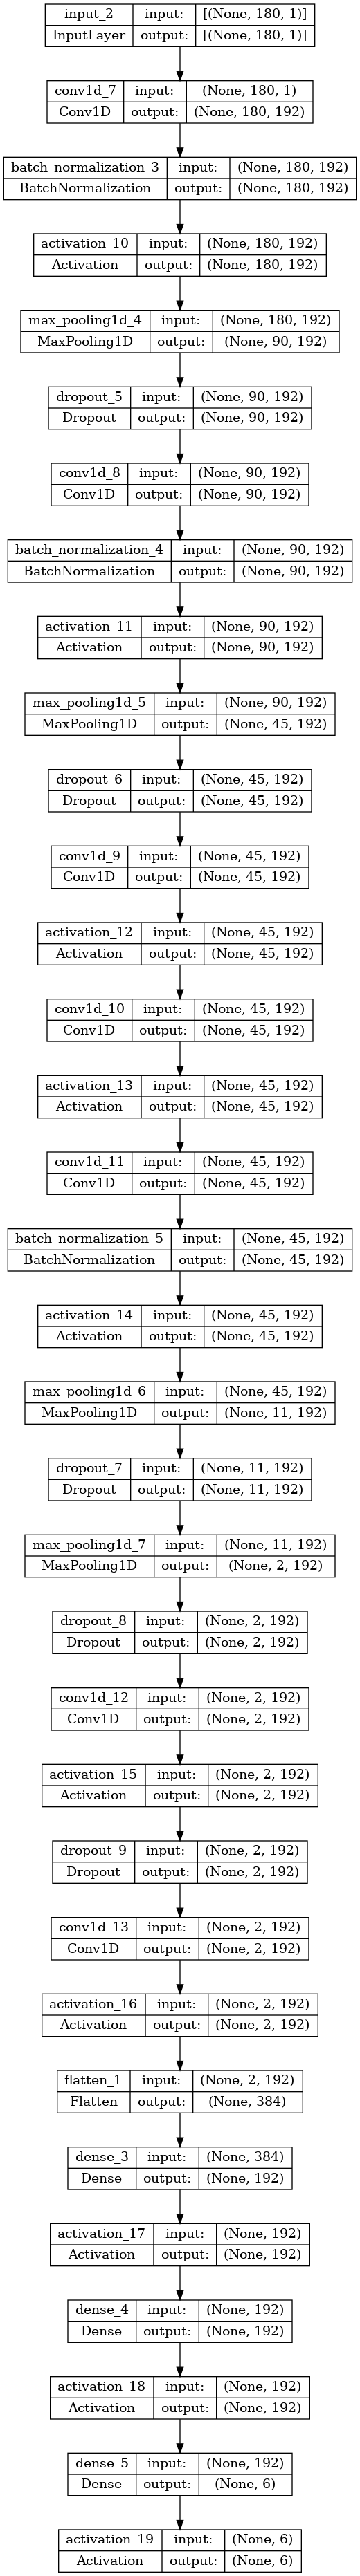 input_2 input: [(None, 180, 1)]
InputLayer output: [(None, 180, 1)]
conv1d_7 input: (None, 180, 1)
Conv1D output: (None, 180, 192)
batch_normalization_3 input: (None, 180, 192)
BatchNormalization output: (None, 180, 192)
activation_10 input: (None, 180, 192)
Activation output: (None, 180, 192)
max_pooling1d_4 input: (None, 180, 192)
MaxPooling1D output: (None, 90, 192)
dropout_5 input: (None, 90, 192)
Dropout output: (None, 90, 192)
conv1d_8 input: (None, 90, 192)
Conv1D output: (None, 90, 192)
batch_normalization_4 input: (None, 90, 192)
BatchNormalization output: (None, 90, 192)
activation_11 input: (None, 90, 192)
Activation output: (None, 90, 192)
max_pooling1d_5 input: (None, 90, 192)
MaxPooling1D output: (None, 45, 192)
dropout_6 input: (None, 45, 192)
Dropout output: (None, 45, 192)
conv1d_9 input: (None, 45, 192)
Conv1D output: (None, 45, 192)
activation_12 input: (None, 45, 192)
Activation output: (None, 45, 192)
conv1d_10 input: (None, 45, 192)
Conv1D output: (None, 45, 192)
activation_13 input: (None, 45, 192)
Activation output: (None, 45, 192)
conv1d_11 input: (None, 45, 192)
Conv1D output: (None, 45, 192)
batch_normalization_5 input: (None, 45, 192)
BatchNormalization output: (None, 45, 192)
activation_14 input: (None, 45, 192)
Activation output: (None, 45, 192)
max_pooling1d_6 input: (None, 45, 192)
MaxPooling1D output: (None, 11, 192)
dropout_7 input: (None, 11, 192)
Dropout output: (None, 11, 192)
max_pooling1d_7 input: (None, 11, 192)
MaxPooling1D output: (None, 2, 192)
dropout_8 input: (None, 2, 192)
Dropout output: (None, 2, 192)
conv1d_12 input: (None, 2, 192)
Conv1D output: (None, 2, 192)
activation_15 input: (None, 2, 192)
Activation output: (None, 2, 192)
dropout_9 input: (None, 2, 192)
Dropout output: (None, 2, 192)
conv1d_13 input: (None, 2, 192)
Conv1D output: (None, 2, 192)
activation_16 input: (None, 2, 192)
Activation output: (None, 2, 192)
flatten_1 input: (None, 2, 192)
Flatten output: (None, 384)
dense_3 input: (None, 384)
Dense output: (None, 192)
activation_17 input: (None, 192)
Activation output: (None, 192)
dense_4 input: (None, 192)
Dense output: (None, 192)
activation_18 input: (None, 192)
Activation output: (None, 192)
dense_5 input: (None, 192)
Dense output: (None, 6)
activation_19 input: (None, 6)
Activation output: (None, 6)